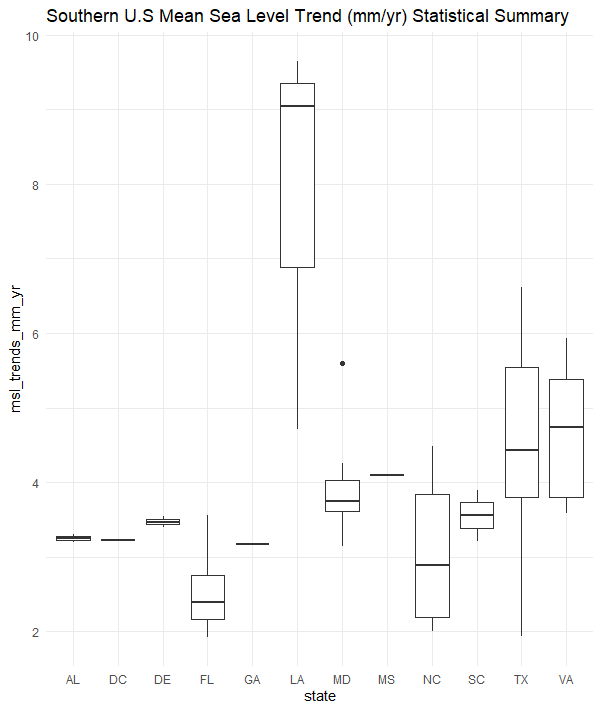 Southern U.S Mean Sea Level Trend (mm/yr) Statistical Summary
10
8
6
4
2
msl_trends_mm_yr
AL DC DE FL GA LA MD MS NC SC TX VA
state